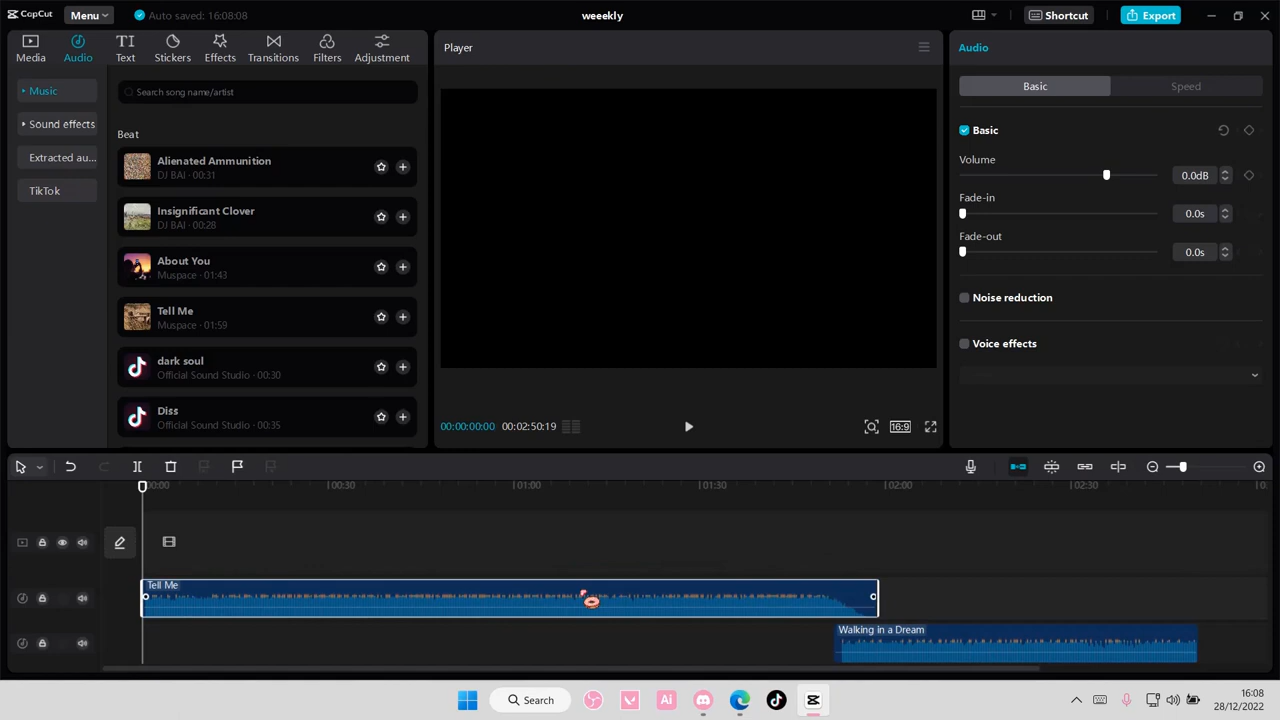 CapCut
Menu
Auto saved: 16:08:08
weeekly
Shortcut
Export
Media
Audio
Text
Stickers
Effects
Transitions
Filters
Adjustment
Music
Sound effects
Extracted au...
TikTok
Search song name/artist
Beat
Alienated Ammunition
DJ BAI · 00:31
Insignificant Clover
DJ BAI · 00:28
About You
Muspace · 01:43
Tell Me
Muspace · 01:59
dark soul
Official Sound Studio · 00:30
Diss
Official Sound Studio · 00:35
Player
00:00:00:00 00:02:50:19
16:9
Audio
Basic
Speed
Basic
Volume
0.0dB
Fade-in
0.0s
Fade-out
0.0s
Noise reduction
Voice effects
00:00 |00:30 |01:00 |01:30 |02:00 |02:30
Tell Me
Walking in a Dream
Search
Ai
16:08
28/12/2022